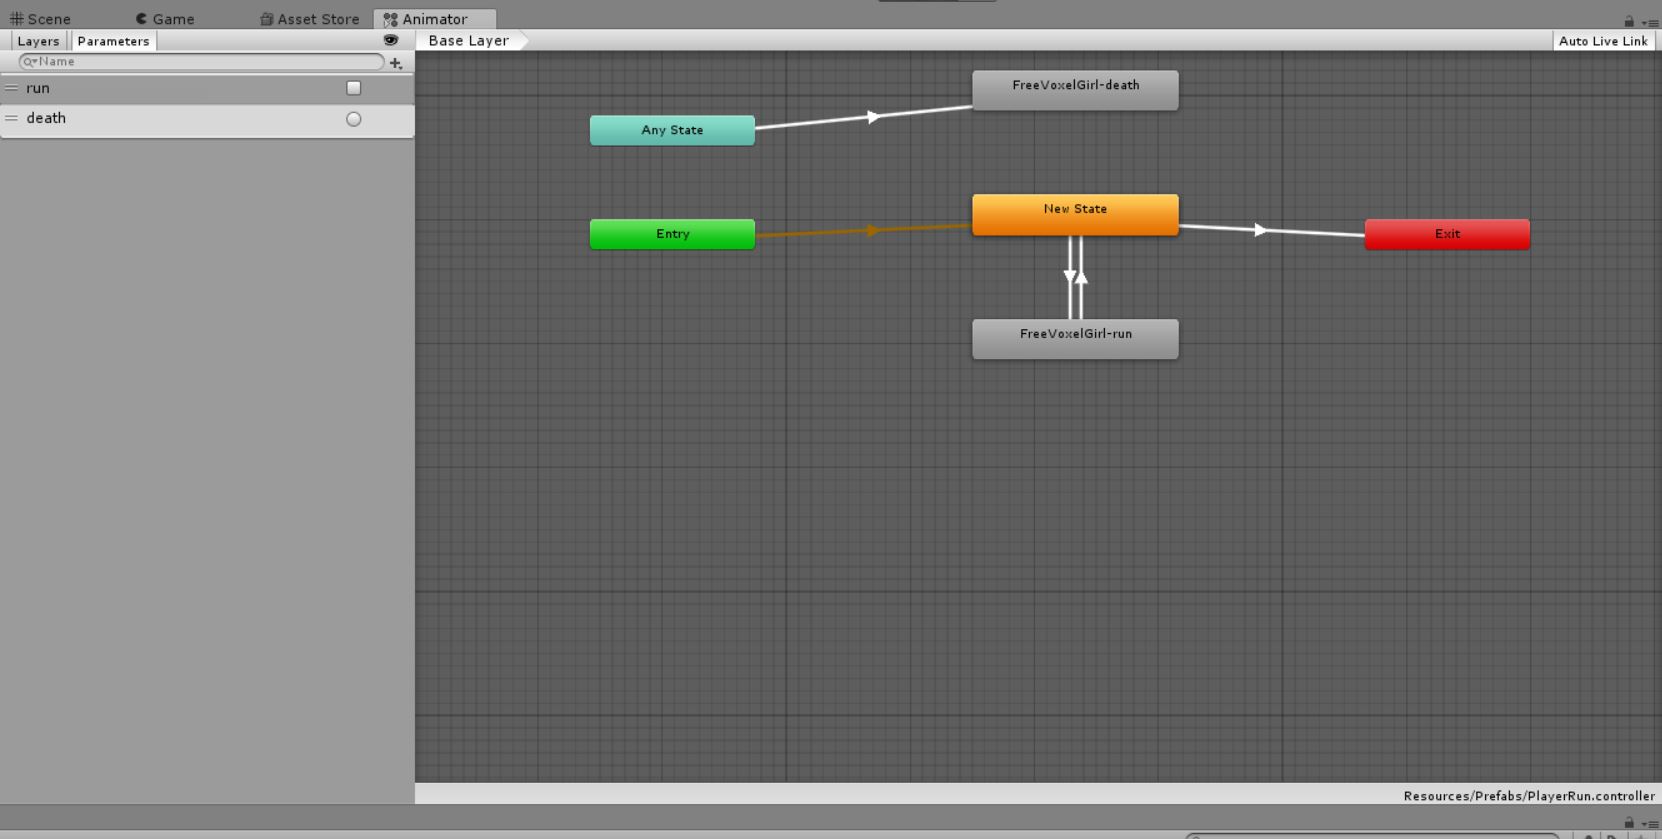 Scene Game Asset Store Animator
Layers Parameters Base Layer Auto Live Link
Name
run
death
FreeVoxelGirl-death
Any State
New State
Entry
Exit
FreeVoxelGirl-run
Resources/Prefabs/PlayerRun.controller